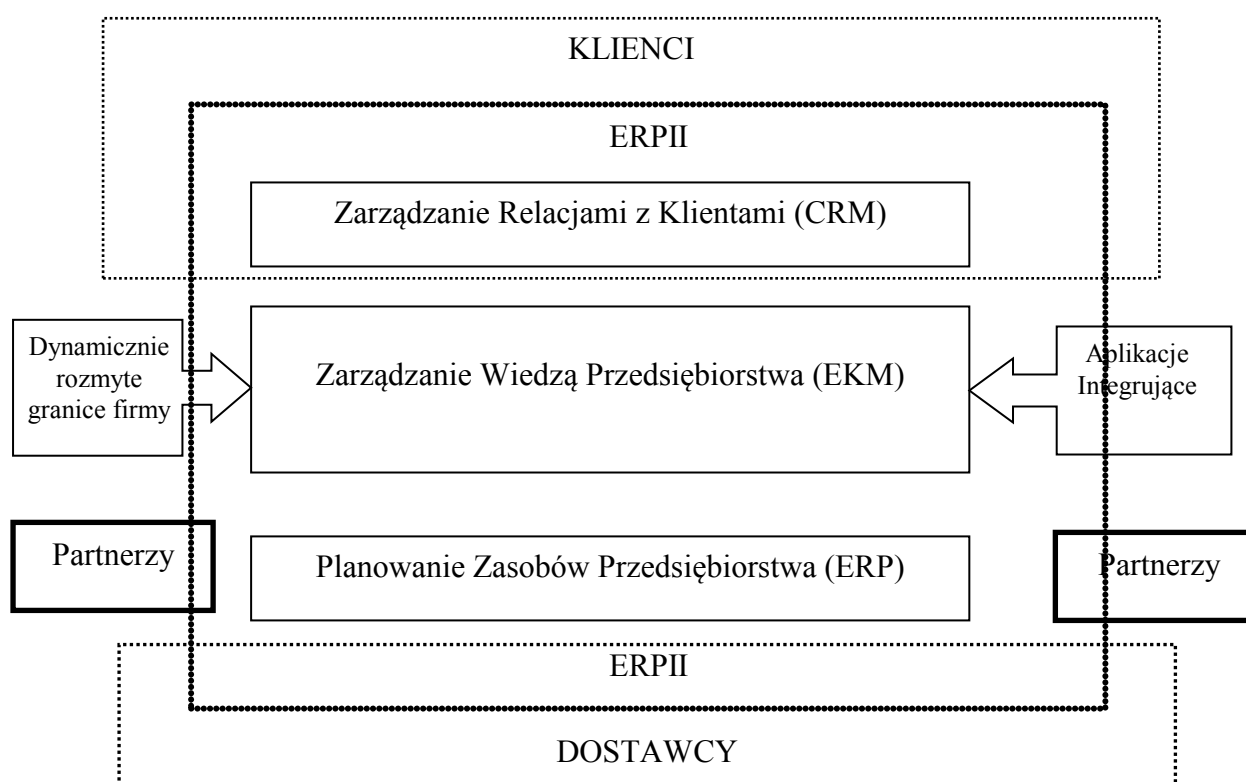 KLIENCI
ERPII
Zarządzanie Relacjami z Klientami (CRM)
Dynamicznie
rozmyte
granice firmy
Zarządzanie Wiedzą Przedsiębiorstwa (EKM)
Aplikacje
Integrujące
Partnerzy
Planowanie Zasobów Przedsiębiorstwa (ERP)
Partnerzy
ERPII
DOSTAWCY